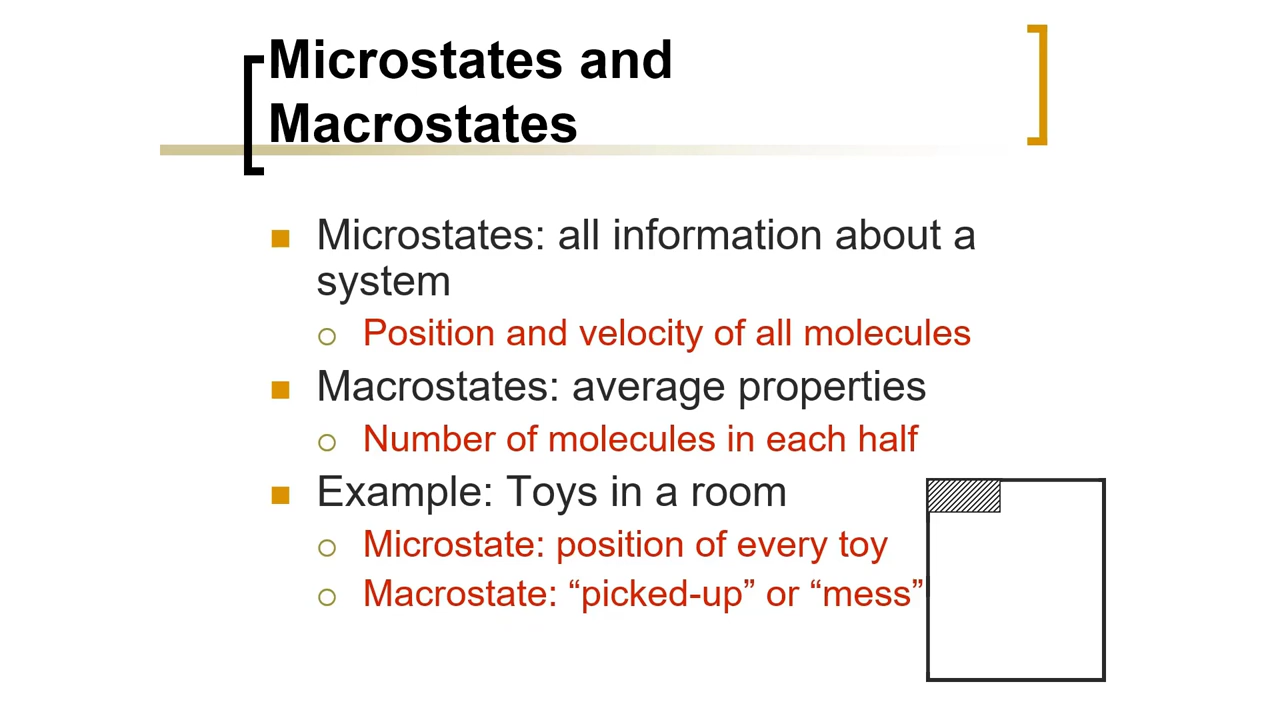 Microstates and
Macrostates
Microstates: all information about a
system
Position and velocity of all molecules
Macrostates: average properties
Number of molecules in each half
Example: Toys in a room
Microstate: position of every toy
Macrostate: “picked-up” or “mess”